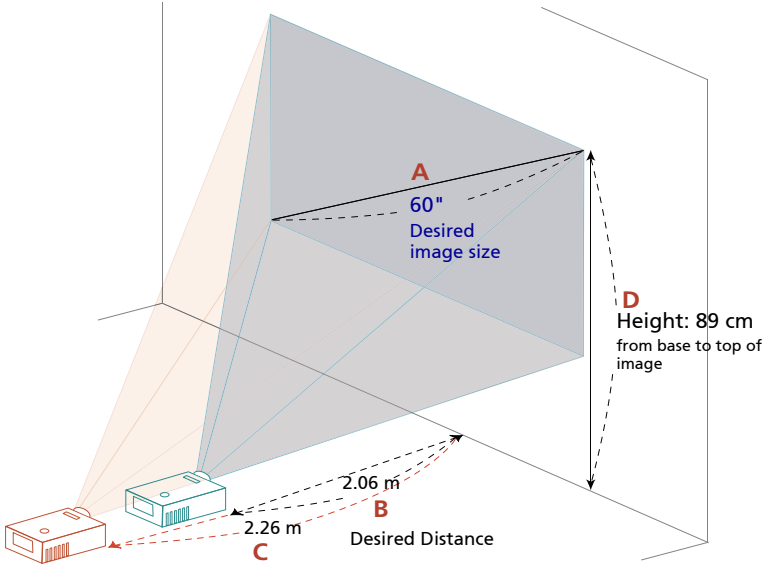 A
60"
Desired
image size
D
Height: 89 cm
from base to top of
image
2.06 m
B
2.26 m
C
Desired Distance